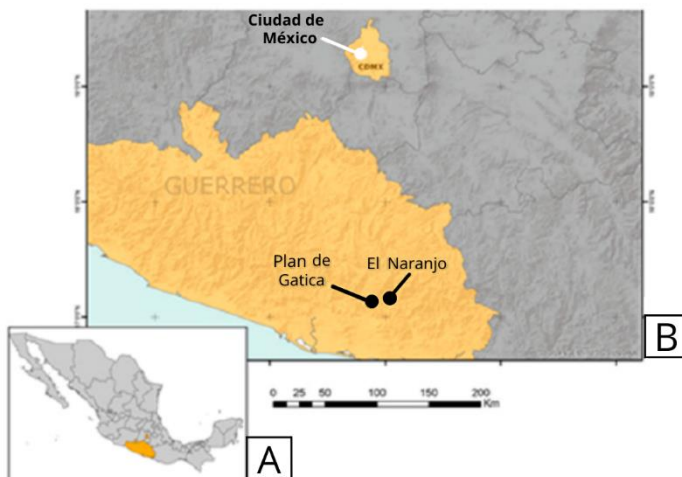 Ciudad de
México
CDMX
GUERRERO
Plan de
Gatica
El Naranjo
B
0 25 50 100 150 200
Km
A